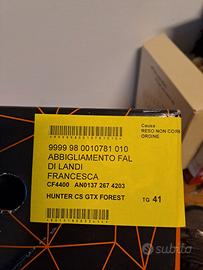 Causa
RESO NON CO
ORDINE
9999 98 0010781 010
ABBIGLIAMENTO FAL
DI LANDI
FRANCESCA
CF4400 AN0137 267 4203
HUNTER CS GTX FOREST TG 41
subito